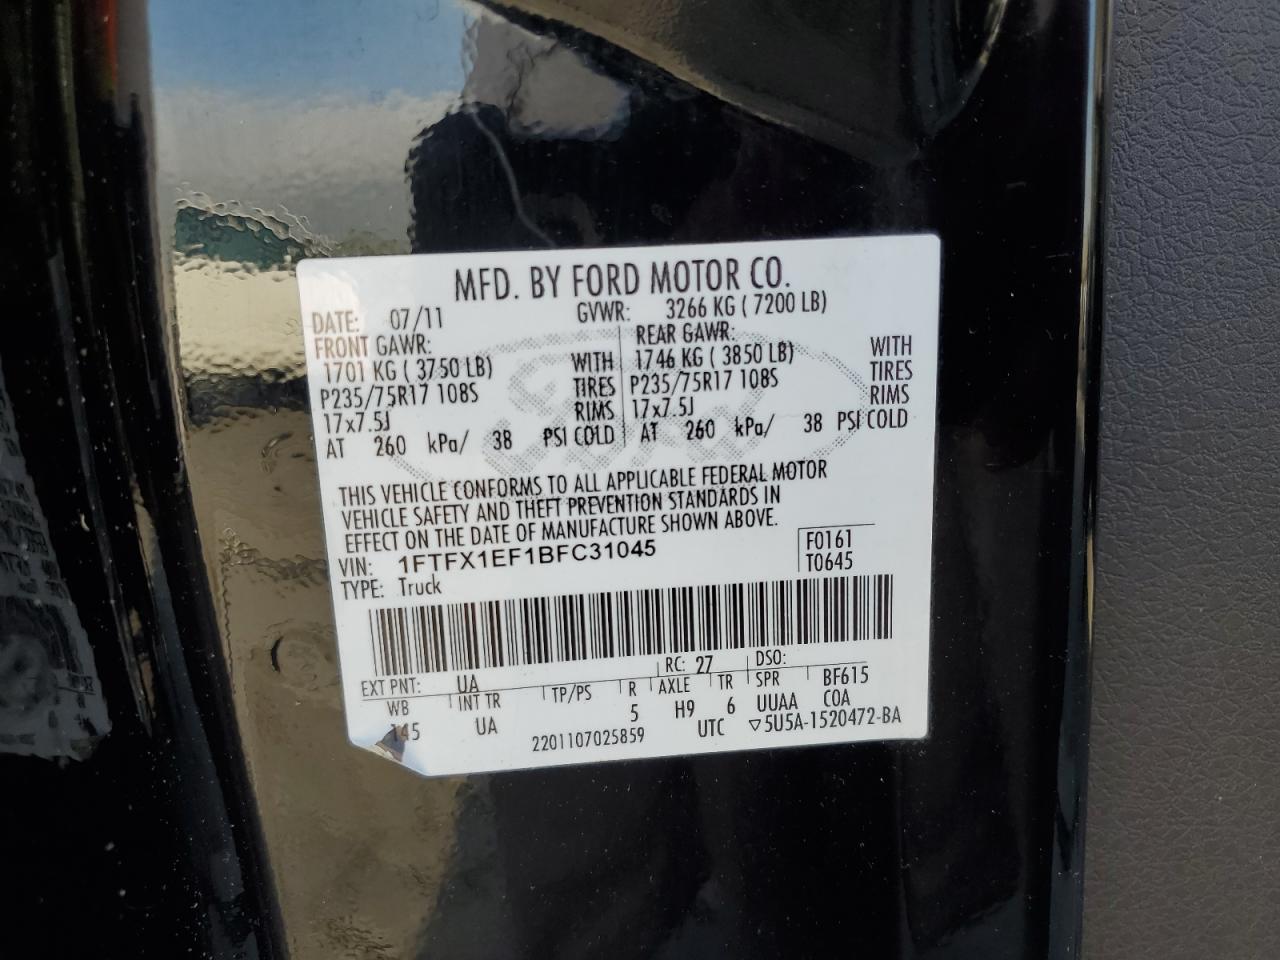 MFD. BY FORD MOTOR CO.
DATE: 07/11 GVWR: 3266 KG ( 7200 LB)
FRONT GAWR: REAR GAWR:
1701 KG ( 3750 LB) WITH 1746 KG ( 3850 LB) WITH
P235/75R17 108S TIRES P235/75R17 108S TIRES
17x7.5J RIMS 17x7.5J RIMS
AT 260 kPa/ 38 PSI COLD AT 260 kPa/ 38 PSI COLD
Ford
THIS VEHICLE CONFORMS TO ALL APPLICABLE FEDERAL MOTOR
VEHICLE SAFETY AND THEFT PREVENTION STANDARDS IN
EFFECT ON THE DATE OF MANUFACTURE SHOWN ABOVE.
VIN: 1FTFX1EF1BFC31045 F0161
TYPE: Truck T0645
EXT PNT: UA RC: 27 DSO:
WB INT TR TP/PS R AXLE TR SPR BF615
145 UA 5 H9 6 UUAA COA
2201107025859 UTC ▽5U5A-1520472-BA